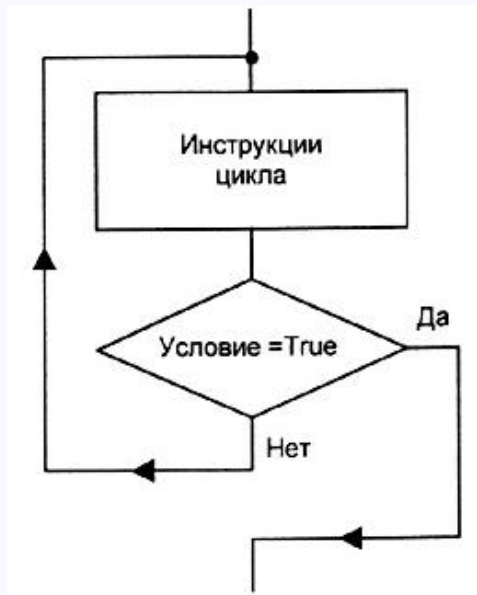 Инструкции
цикла
Да
Условие =True
Нет